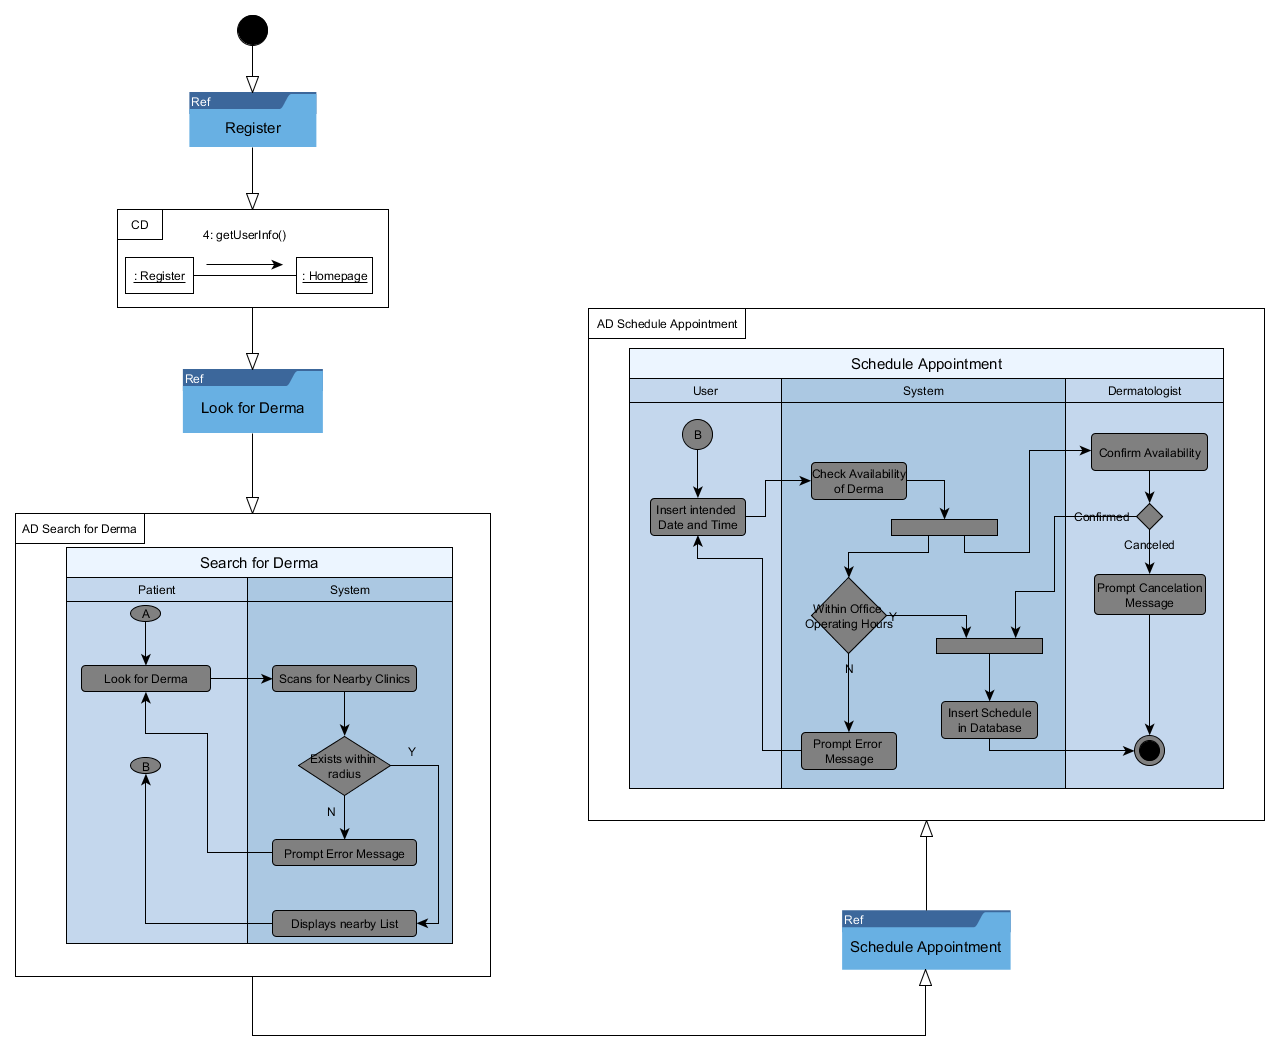 Ref
Register
CD
4: getUserInfo()
: Register
: Homepage
Ref
Look for Derma
AD Search for Derma
Search for Derma
Patient
System
A
Look for Derma
Scans for Nearby Clinics
Exists within
radius
Y
B
N
Prompt Error Message
Displays nearby List
AD Schedule Appointment
Schedule Appointment
User
System
Dermatologist
B
Insert intended
Date and Time
Check Availability
of Derma
Confirm Availability
Confirmed
Canceled
Within Office
Operating Hours
Y
N
Prompt Cancelation
Message
Insert Schedule
in Database
Prompt Error
Message
Ref
Schedule Appointment